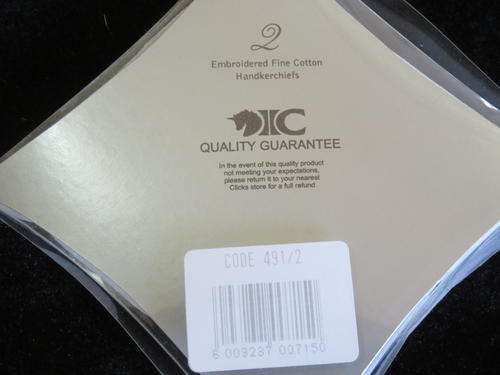 2
Embroidered Fine Cotton
Handkerchiefs
IC
QUALITY GUARANTEE
In the event of this quality product
not meeting your expectations,
please return it to your nearest
Clicks store for a full refund
CODE 491/2
6 009237 007150